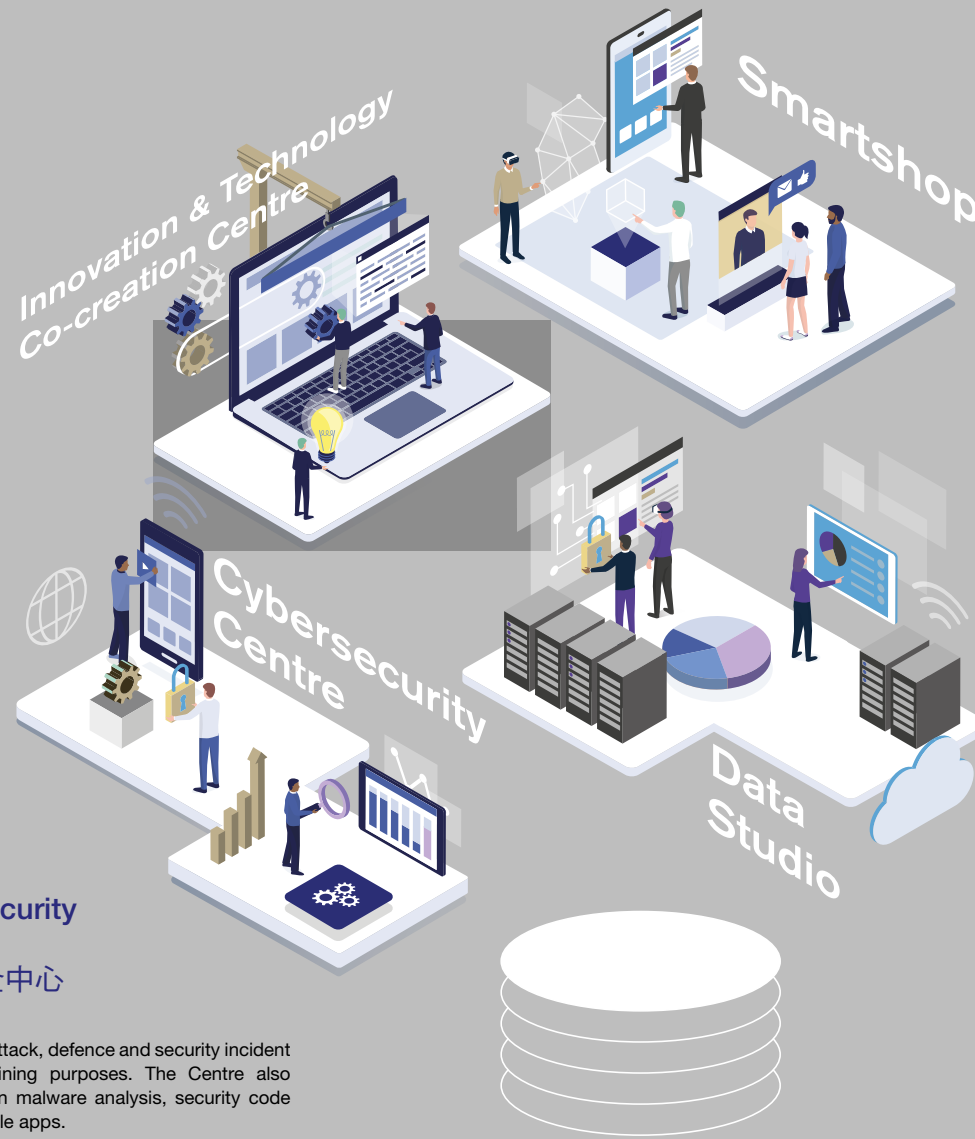 Innovation & Technology
Co-creation Centre
Smartshop
Cybersecurity
Centre
Data
Studio
curity
中心
ttack, defence and security incident
ining purposes. The Centre also
n malware analysis, security code
le apps.